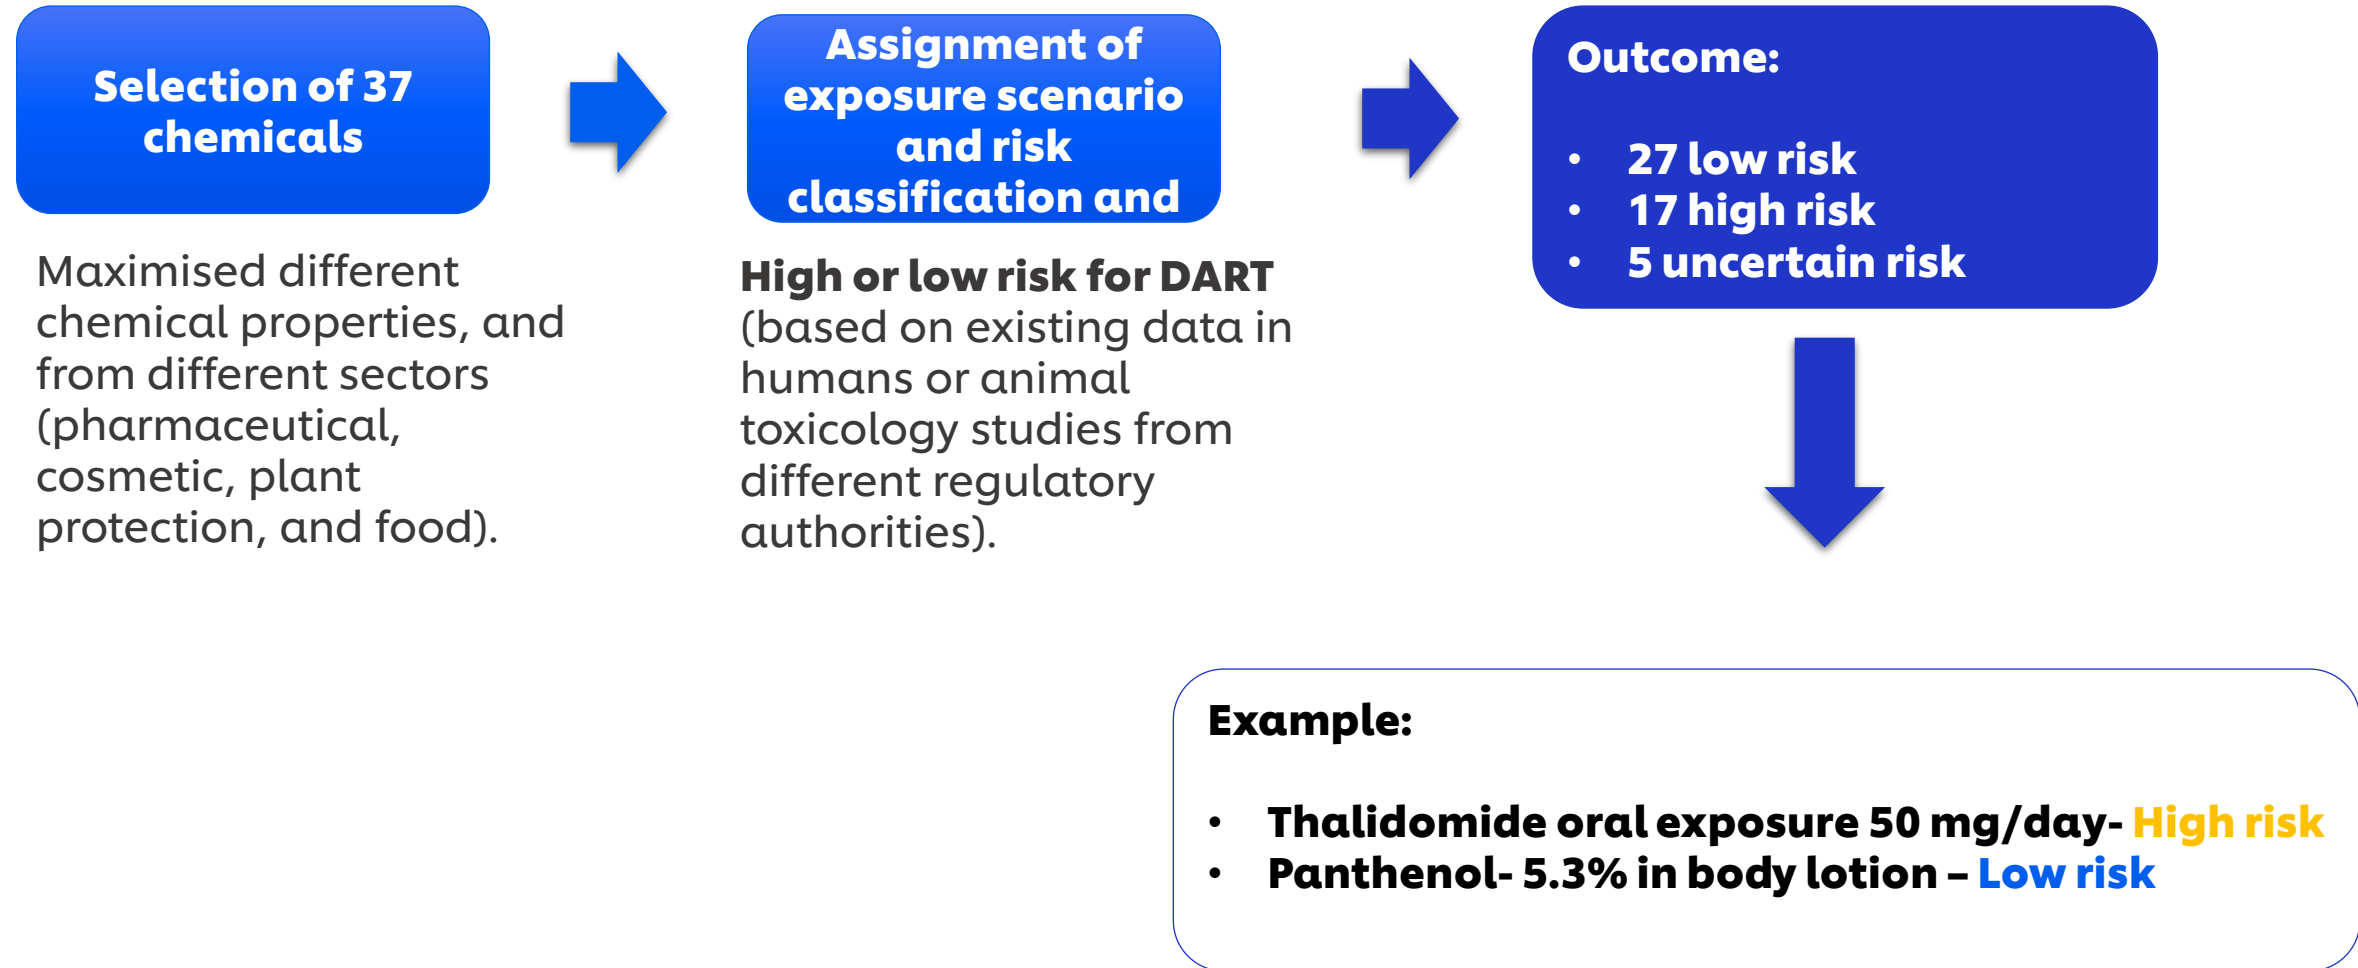 Selection of 37
chemicals
Maximised different
chemical properties, and
from different sectors
(pharmaceutical,
cosmetic, plant
protection, and food).
Assignment of
exposure scenario
and risk
classification and
High or low risk for DART
(based on existing data in
humans or animal
toxicology studies from
different regulatory
authorities).
Outcome:
• 27 low risk
• 17 high risk
• 5 uncertain risk
Example:
• Thalidomide oral exposure 50 mg/day- High risk
• Panthenol- 5.3% in body lotion – Low risk